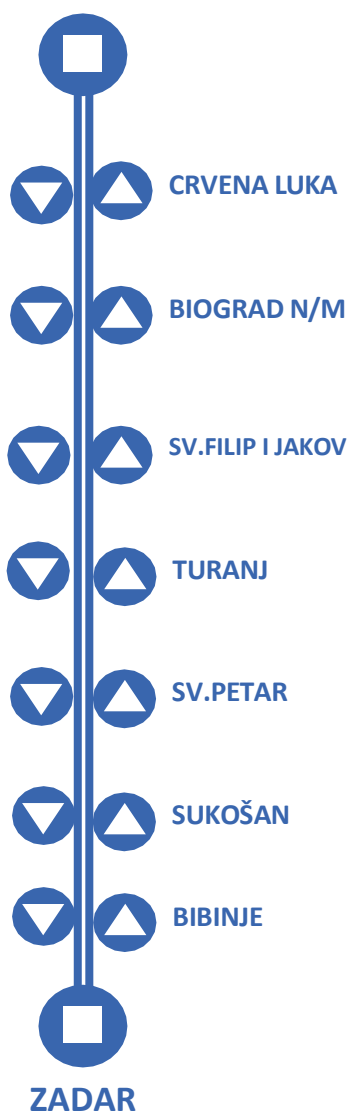 CRVENA LUKA
BIOGRAD N/M
SV.FILIP I JAKOV
TURANJ
SV.PETAR
SUKOŠAN
BIBINJE
ZADAR